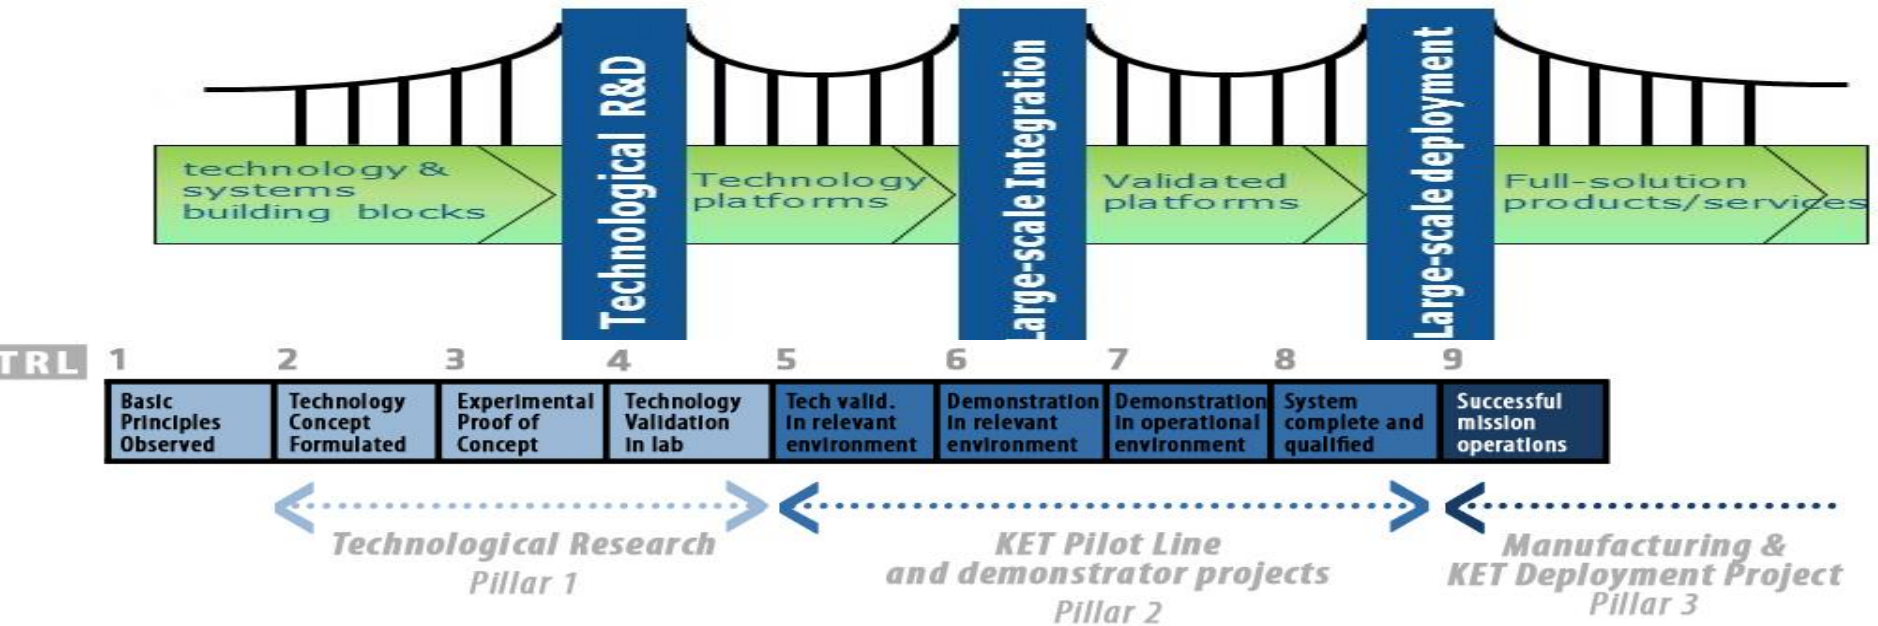 Technological R&D
Large-scale Integration
Large-scale deployment
technology &
systems
building blocks
Technology
platforms
Validated
platforms
Full-solution
products/services
TRL 1 2 3 4 5 6 7 8 9
Basic
Principles
Observed
Technology
Concept
Formulated
Experimental
Proof of
Concept
Technology
Validation
in lab
Tech valid.
in relevant
environment
Demonstration
in relevant
environment
Demonstration
in operational
environment
System
complete and
qualified
Successful
mission
operations
Technological Research
Pillar 1
KET Pilot Line
and demonstrator projects
Pillar 2
Manufacturing &
KET Deployment Project
Pillar 3